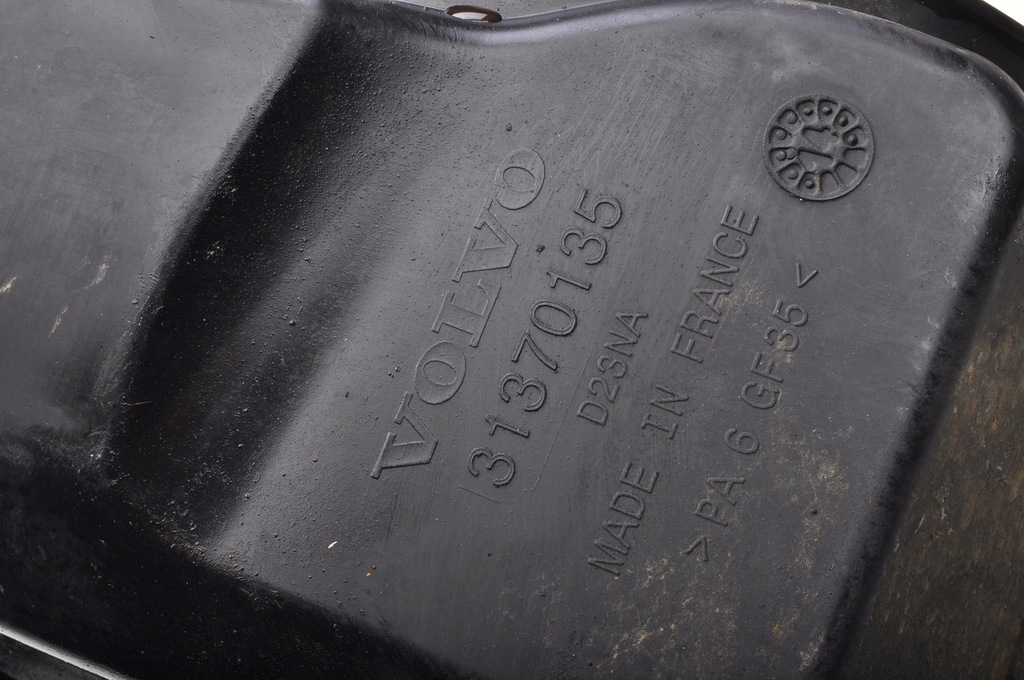 VOLVO
31370135
D23NA
MADE IN FRANCE
>PA 6 GF35<